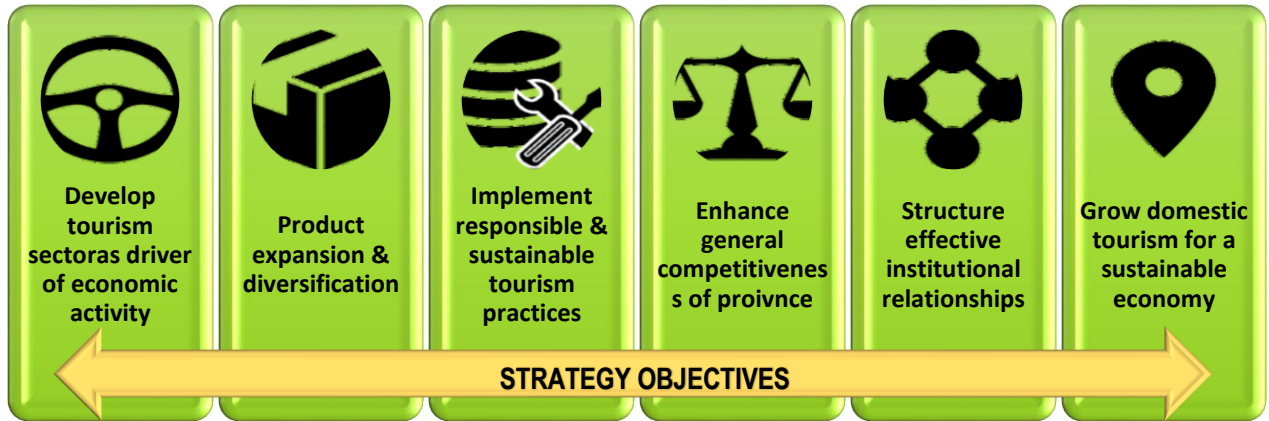 Develop
tourism
sectoras driver
of economic
activity
Product
expansion &
diversification
Implement
responsible &
sustainable
tourism
practices
Enhance
general
competitivenes
s of proivnce
Structure
effective
institutional
relationships
Grow domestic
tourism for a
sustainable
economy
STRATEGY OBJECTIVES